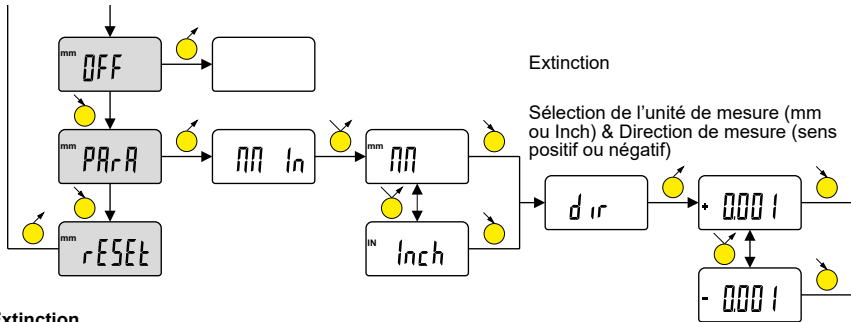 mm
OFF
Extinction
Sélection de l'unité de mesure (mm
ou Inch) & Direction de mesure (sens
positif ou négatif)
mm
PArA
MM In
mm
MM
dir
+ 0.001
mm
rESEt
IN
Inch
- 0.001
Extinction